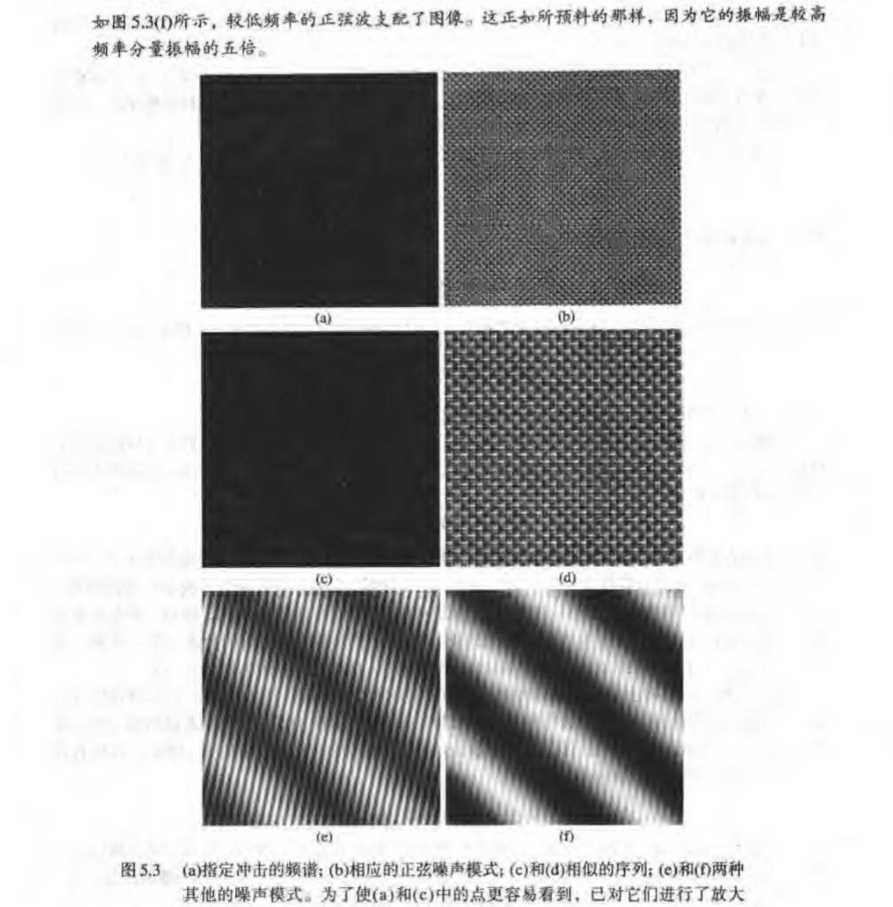 如图5.3(f)所示，较低频率的正弦波支配了图像。这正如所预料的那样，因为它的振幅是较高
频率分量振幅的五倍。
(a)
(b)
(c)
(d)
(e)
(f)
图5.3 (a)指定冲击的频谱; (b)相应的正弦噪声模式; (c)和(d)相似的序列; (e)和(f)两种
其他的噪声模式。为了使(a)和(c)中的点更容易看到，已对它们进行了放大